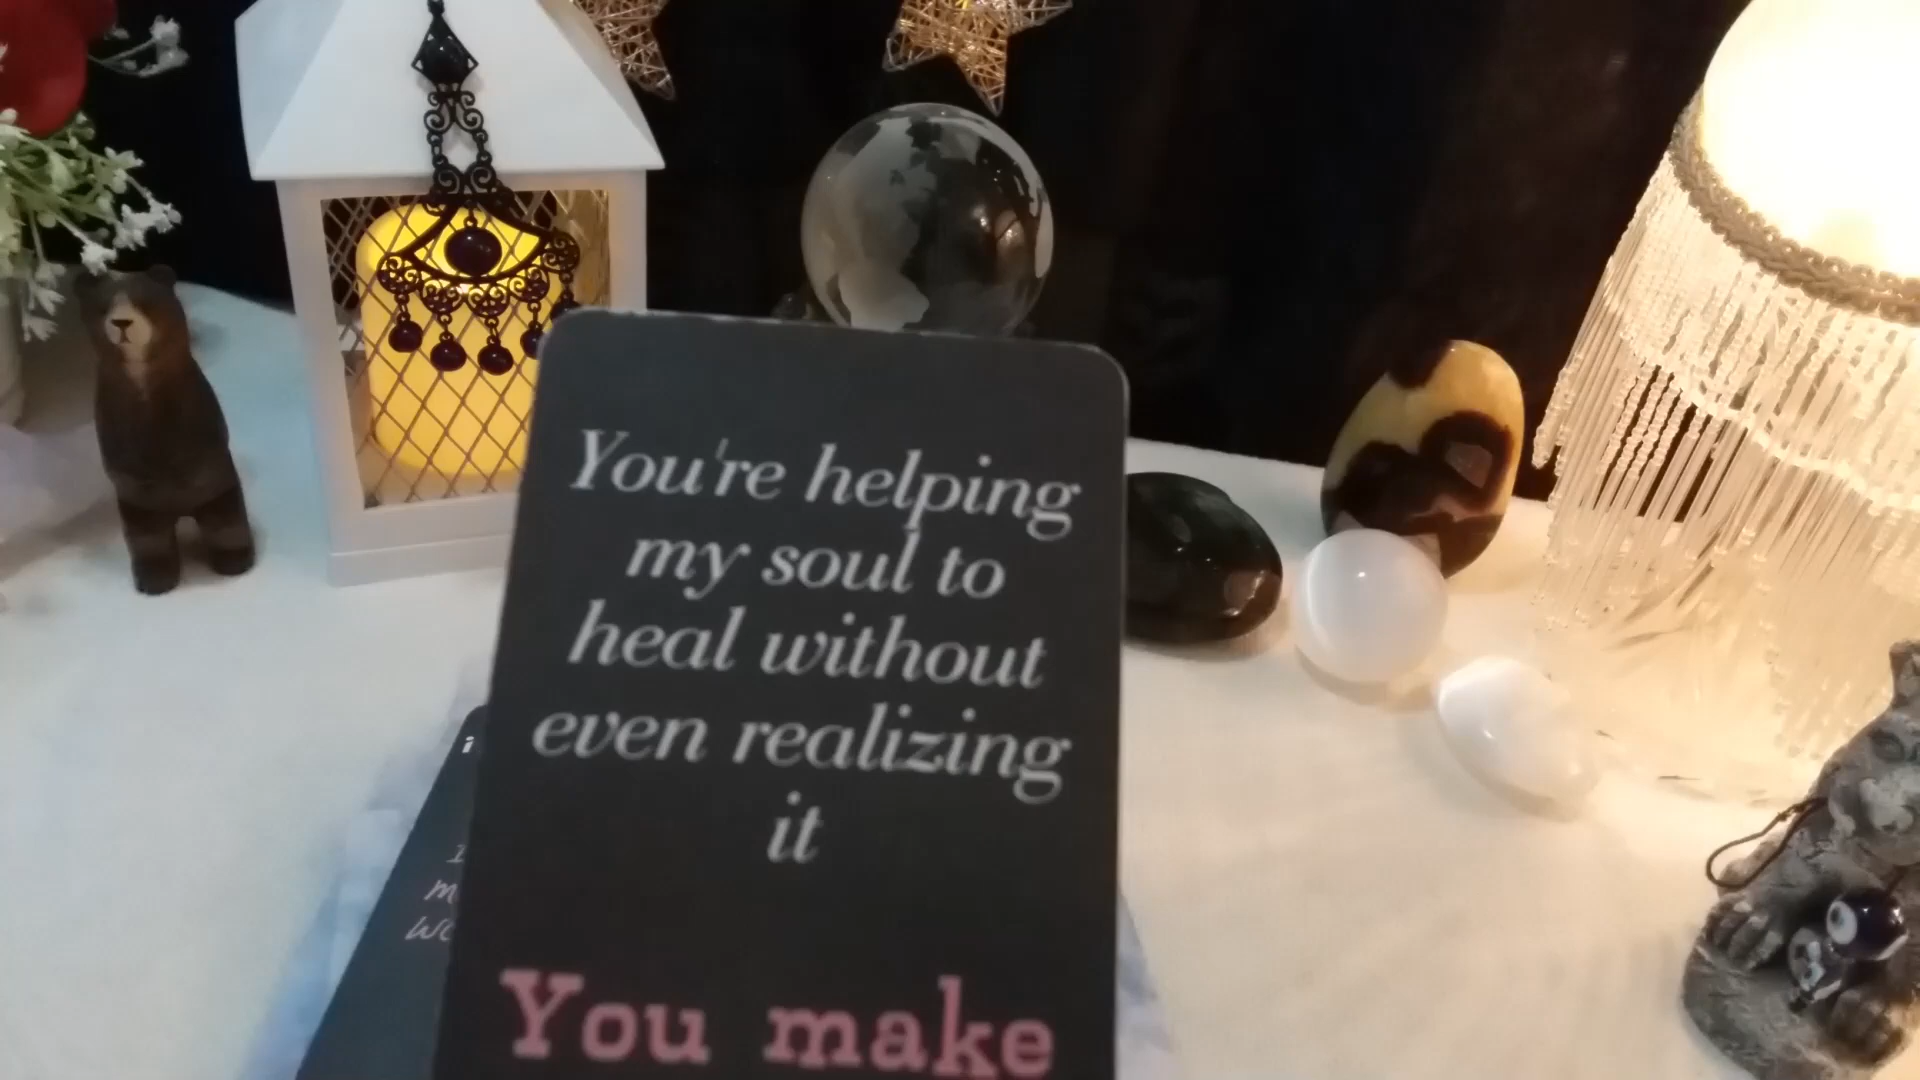 You're helping
my soul to
heal without
even realizing
it
You make